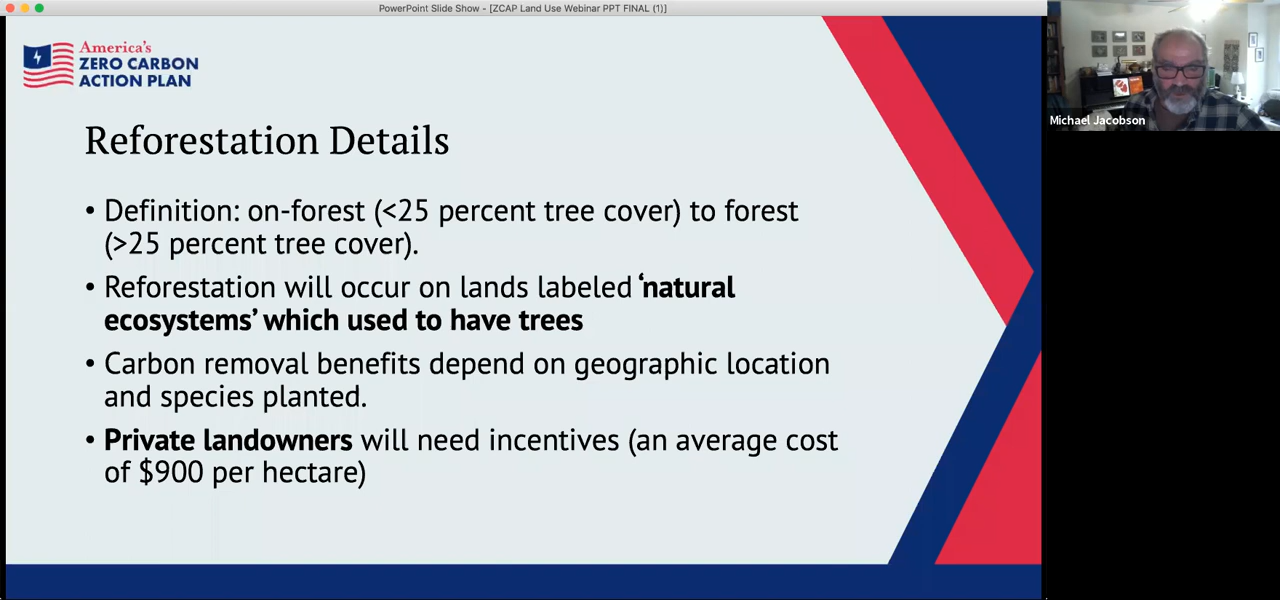 PowerPoint Slide Show - [ZCAP Land Use Webinar PPT FINAL (1)]
America's
ZERO CARBON
ACTION PLAN
Reforestation Details
• Definition: on-forest (<25 percent tree cover) to forest
(>25 percent tree cover).
• Reforestation will occur on lands labeled ‘natural
ecosystems’ which used to have trees
• Carbon removal benefits depend on geographic location
and species planted.
• Private landowners will need incentives (an average cost
of $900 per hectare)
Michael Jacobson